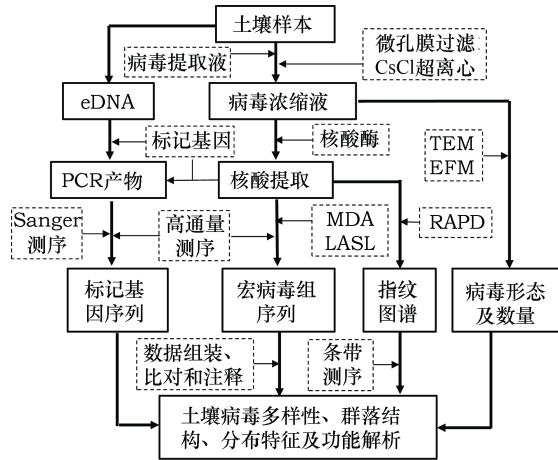 土壤样本
病毒提取液
微孔膜过滤
CsCl超离心
eDNA
病毒浓缩液
标记基因
核酸酶
TEM
EFM
PCR产物
核酸提取
Sanger
测序
高通量
测序
MDA
LASL
RAPD
标记基
因序列
宏病毒组
序列
指纹
图谱
病毒形态
及数量
数据组装、
比对和注释
条带
测序
土壤病毒多样性、群落结
构、分布特征及功能解析